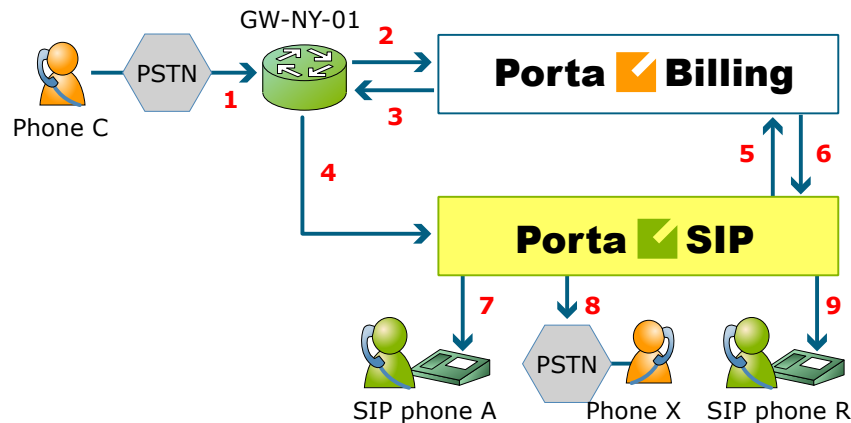 GW-NY-01
2
Porta Billing
PSTN
1
3
Phone C
4
5
6
Porta SIP
7
8
9
PSTN
SIP phone A
Phone X
SIP phone R